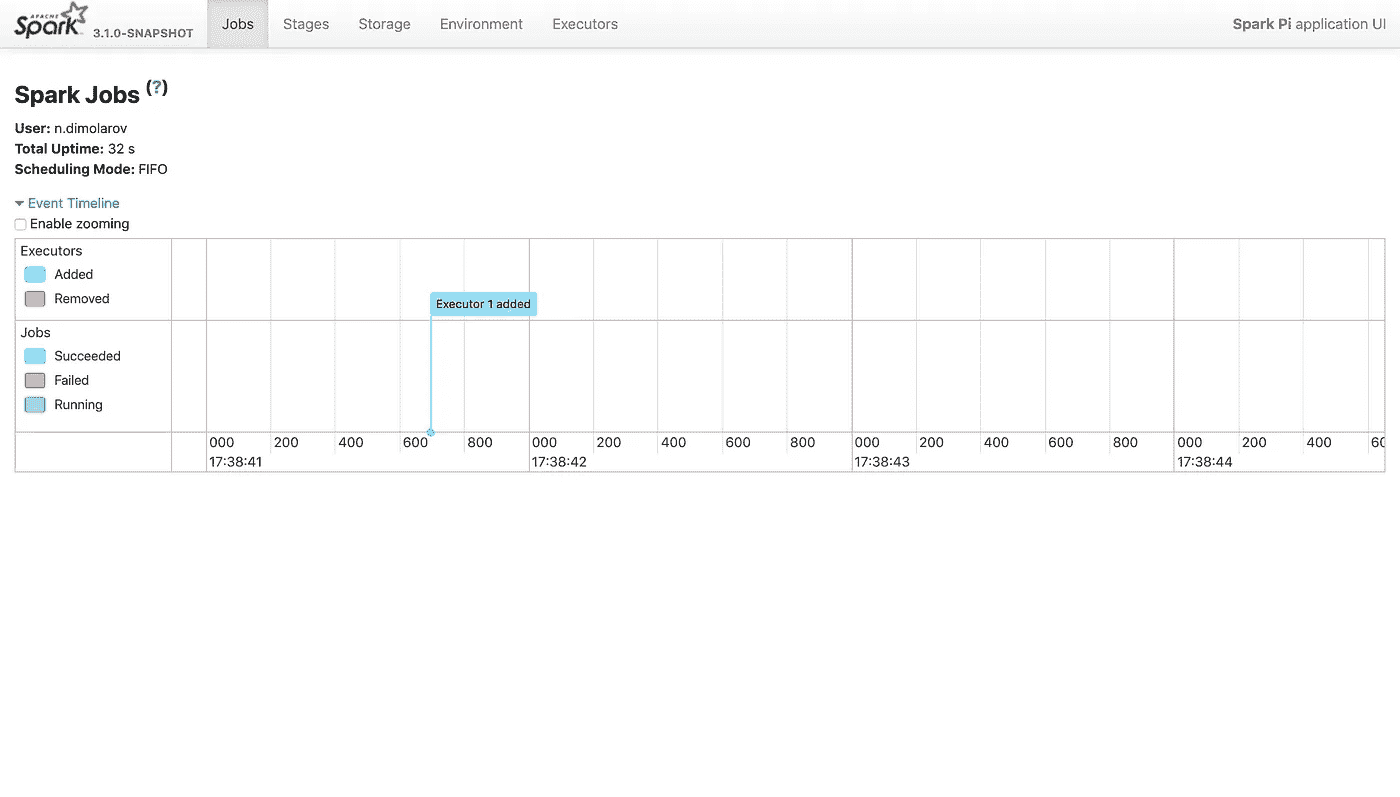 APACHE
Spark 3.1.0-SNAPSHOT Jobs Stages Storage Environment Executors Spark Pi application UI
Spark Jobs (?)
User: n.dimolarov
Total Uptime: 32 s
Scheduling Mode: FIFO
Event Timeline
Enable zooming
Executors
Added
Removed
Executor 1 added
Jobs
Succeeded
Failed
Running
000 200 400 600 800 000 200 400 600 800 000 200 400 600 800 000 200 400
17:38:41 17:38:42 17:38:43 17:38:44